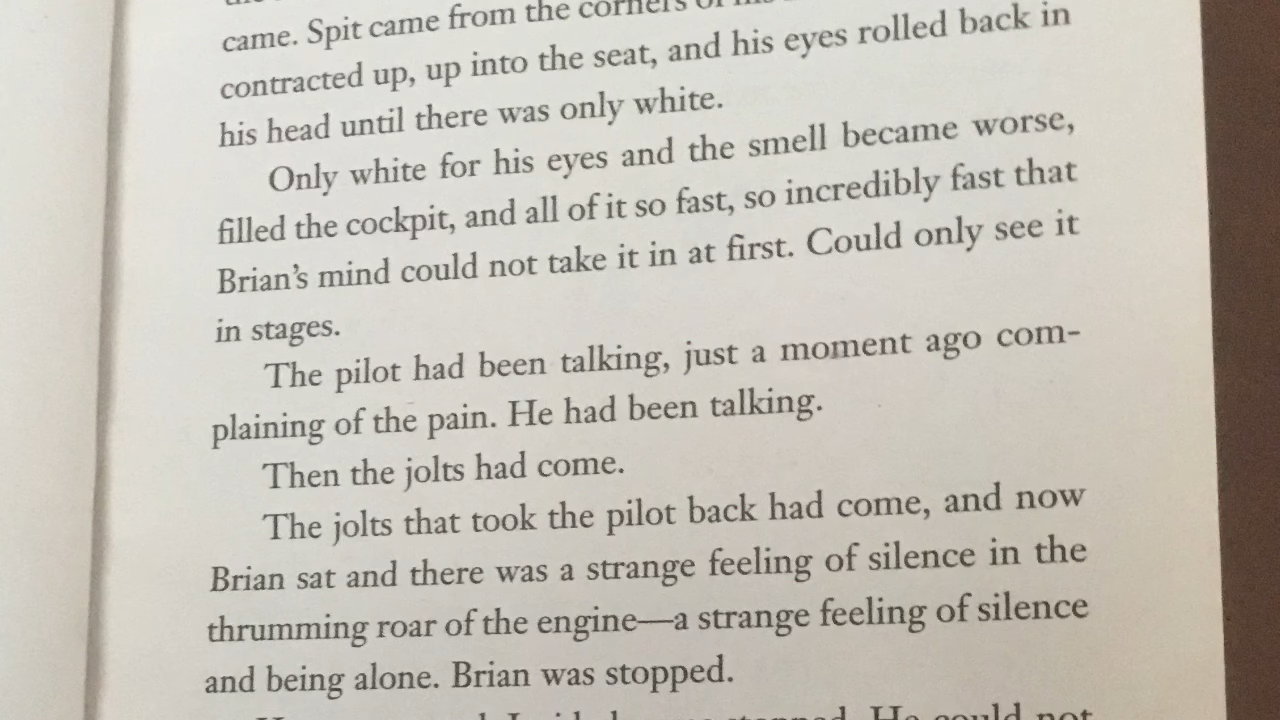 came. Spit came from the corners of his
contracted up, up into the seat, and his eyes rolled back in
his head until there was only white.
Only white for his eyes and the smell became worse,
filled the cockpit, and all of it so fast, so incredibly fast that
Brian’s mind could not take it in at first. Could only see it
in stages.
The pilot had been talking, just a moment ago com-
plaining of the pain. He had been talking.
Then the jolts had come.
The jolts that took the pilot back had come, and now
Brian sat and there was a strange feeling of silence in the
thrumming roar of the engine—a strange feeling of silence
and being alone. Brian was stopped.
stopped. He could not